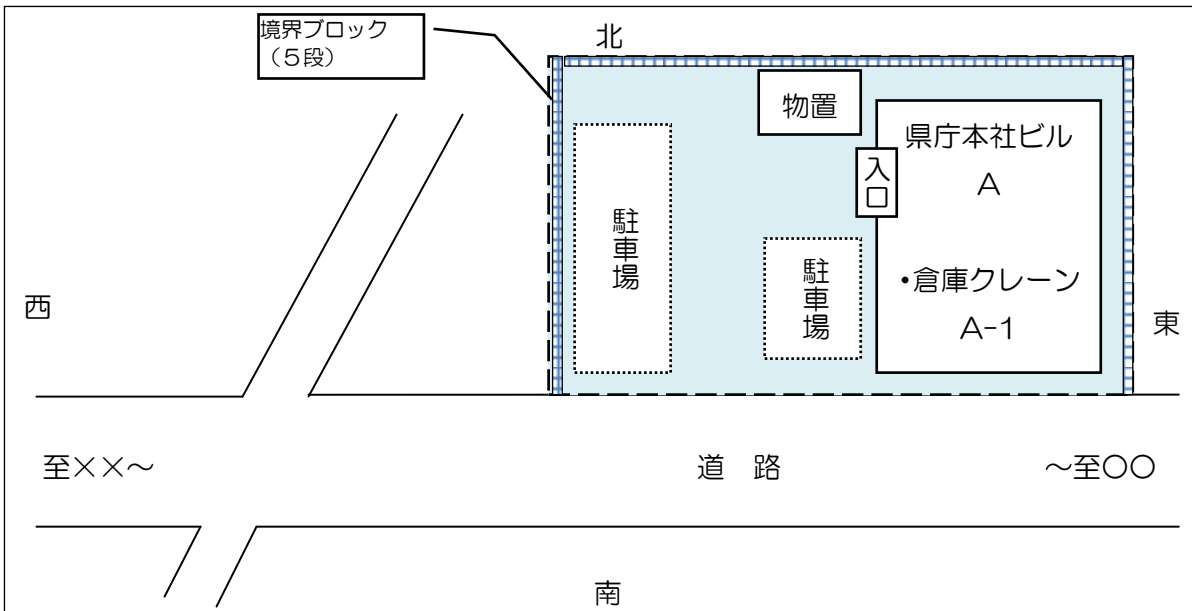 境界ブロック
（５段）
北
物置
県庁本社ビル
A
入口
駐車場
駐車場
・倉庫クレーン
A-1
西
東
至××～
道　路
～至〇〇
南